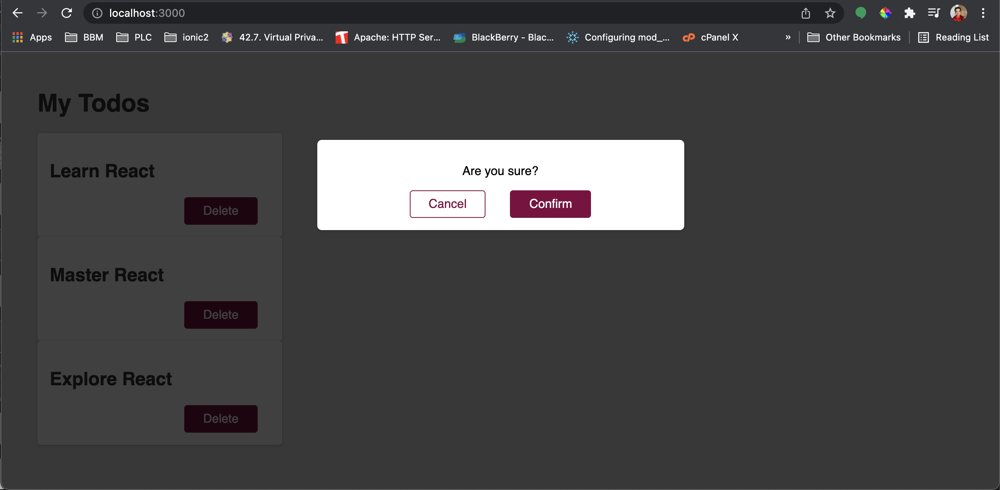 localhost:3000
Apps BBM PLC ionic2 42.7. Virtual Priva... Apache: HTTP Ser... BlackBerry - Blac... Configuring mod_... cPanel X » Other Bookmarks Reading List
My Todos
Learn React
Delete
Master React
Delete
Explore React
Delete
Are you sure?
Cancel Confirm